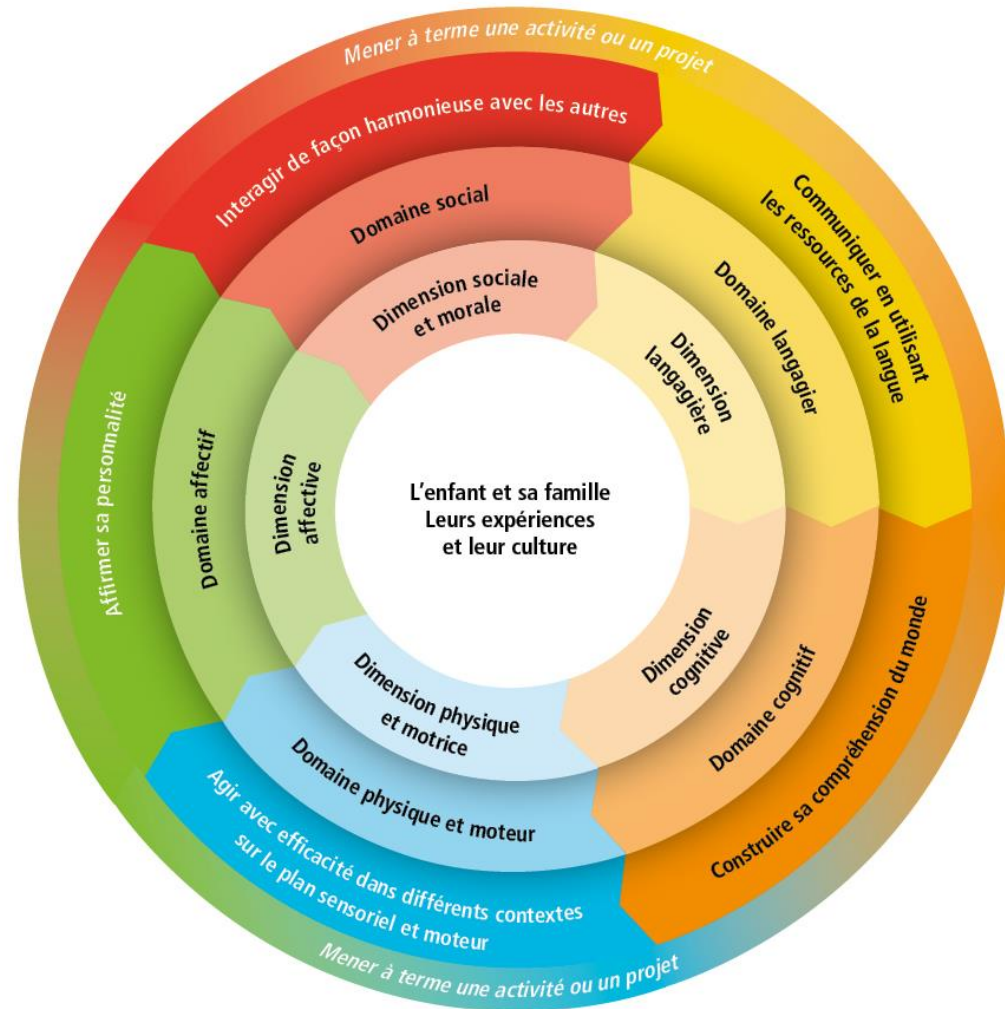 Mener à terme une activité ou un projet
Interagir de façon harmonieuse avec les autres
Communiquer en utilisant
les ressources de la langue
Domaine social
Domaine langagier
Dimension sociale
et morale
Dimension
langagière
Affirmer sa personnalité
Domaine affectif
Dimension
affective
L'enfant et sa famille
Leurs expériences
et leur culture
Dimension
cognitive
Domaine cognitif
Construire sa compréhension du monde
Dimension physique
et motrice
Domaine physique et moteur
Agir avec efficacité dans différents contextes
sur le plan sensoriel et moteur
Mener à terme une activité ou un projet